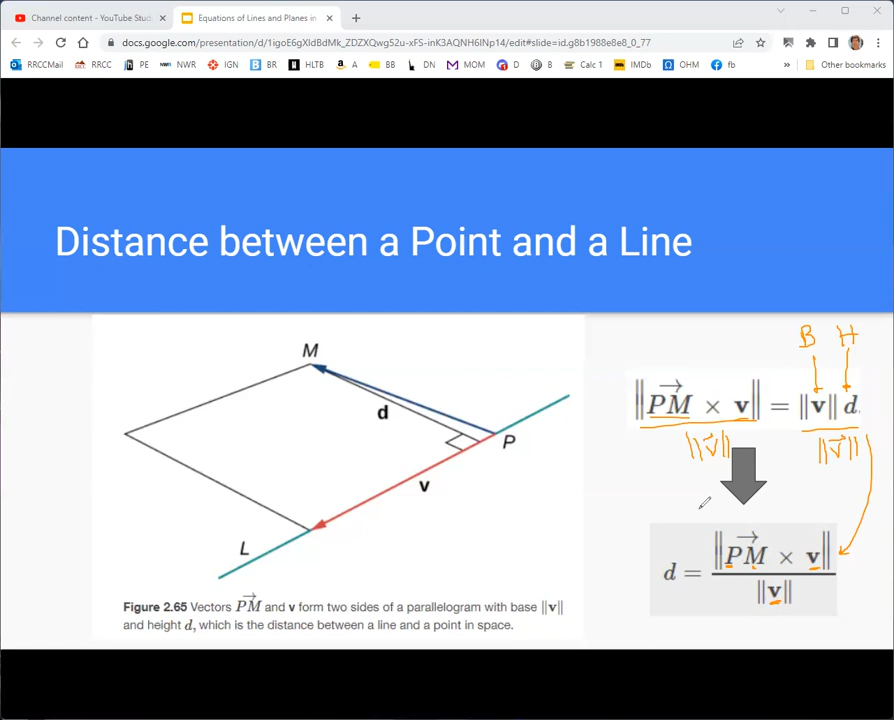 Channel content - YouTube Stud
Equations of Lines and Planes in
docs.google.com/presentation/d/1igoE6gXldBdMk_ZDZXQwg52u-xFS-inK3AQNH6INp14/edit#slide=id.g8b1988e8e8_0_77
RRCCMail RRCC PE NWR IGN BR HLTB A BB DN MOM D B Calc 1 IMDb OHM fb » Other bookmarks
Distance between a Point and a Line
B H
M
d
P
v
L
‖PM × v‖ = ‖v‖ d.
‖v‖ ‖v‖
d = ‖PM × v‖ / ‖v‖
Figure 2.65 Vectors PM and v form two sides of a parallelogram with base ‖v‖
and height d, which is the distance between a line and a point in space.